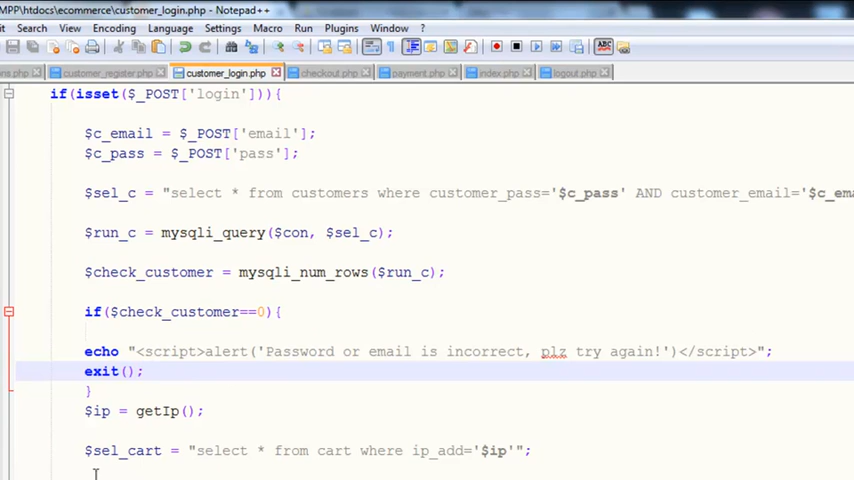 MPP\htdocs\ecommerce\customer_login.php - Notepad++
t Search View Encoding Language Settings Macro Run Plugins Window ?
ons.php customer_register.php customer_login.php checkout.php payment.php index.php logout.php
if(isset($_POST['login'])){
$c_email = $_POST['email'];
$c_pass = $_POST['pass'];
$sel_c = "select * from customers where customer_pass='$c_pass' AND customer_email='$c_ema
$run_c = mysqli_query($con, $sel_c);
$check_customer = mysqli_num_rows($run_c);
if($check_customer==0){
echo "<script>alert('Password or email is incorrect, plz try again!')</script>";
exit();
}
$ip = getIp();
$sel_cart = "select * from cart where ip_add='$ip'";